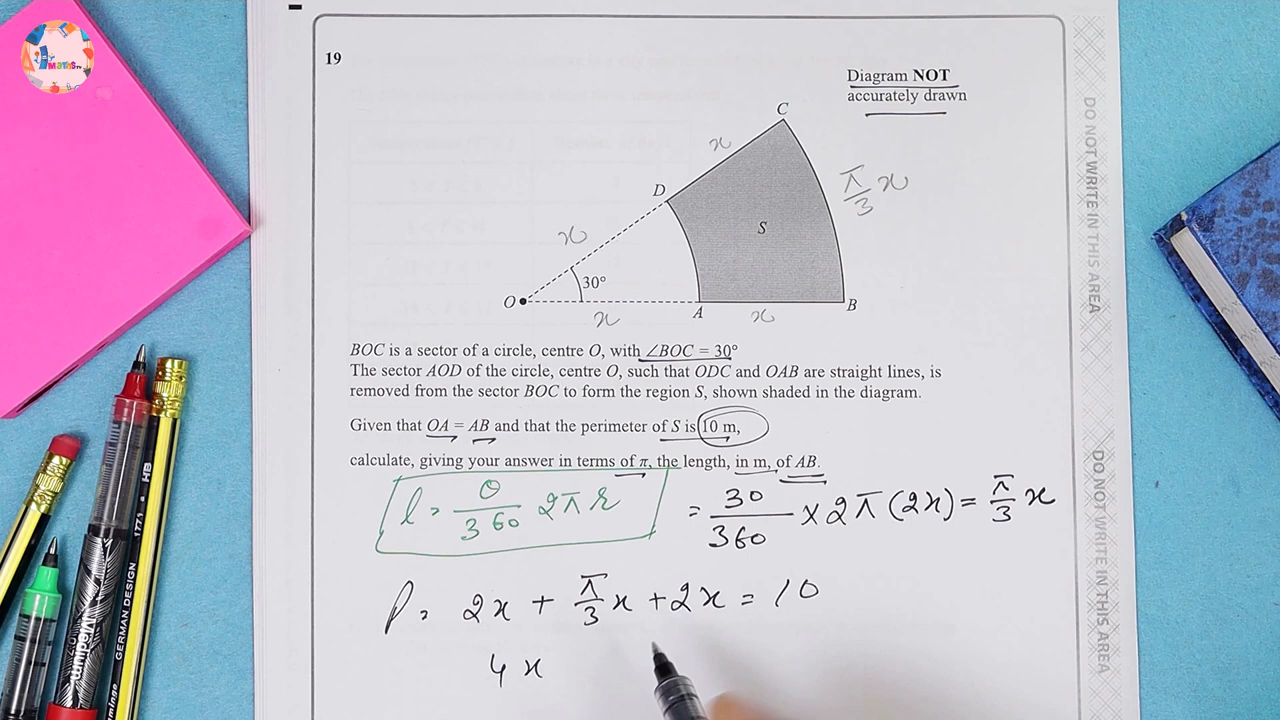 19
Diagram NOT
accurately drawn
C
x
D
π/3 x
S
x
30°
O
A
B
x
x
BOC is a sector of a circle, centre O, with ∠BOC = 30°
The sector AOD of the circle, centre O, such that ODC and OAB are straight lines, is
removed from the sector BOC to form the region S, shown shaded in the diagram.
Given that OA = AB and that the perimeter of S is 10 m,
calculate, giving your answer in terms of π, the length, in m, of AB.
l = θ/360 2πr = 30/360 × 2π(2x) = π/3 x
P = 2x + π/3 x + 2x = 10
4x
DO NOT WRITE IN THIS AREA
DO NOT WRITE IN THIS AREA
MATHS TV
Medium
GERMAN DESIGN
HB